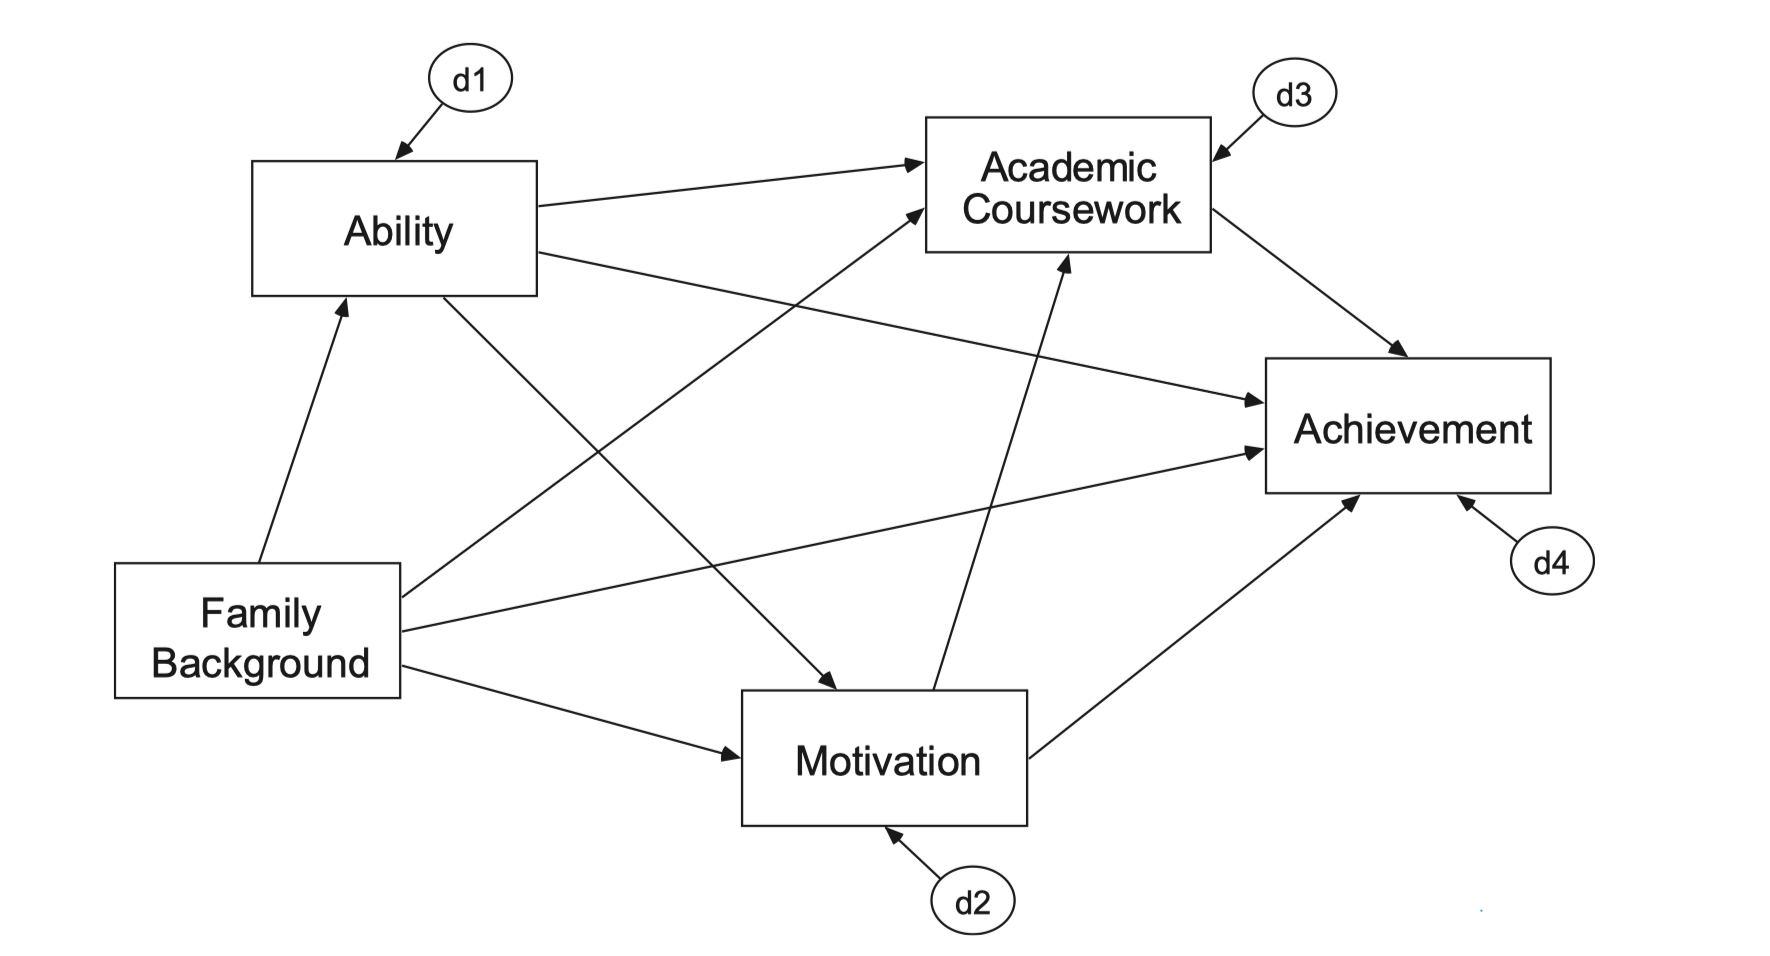 d1
d3
Academic
Coursework
Ability
Achievement
d4
Family
Background
Motivation
d2